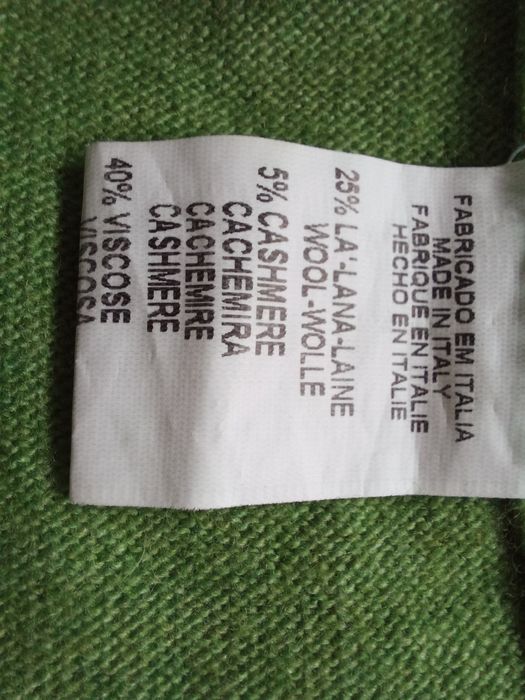 FABRICADO EM ITALIA
MADE IN ITALY
FABRIQUE EN ITALIE
HECHO EN ITALIE
25% LA'-LANA-LAINE
WOOL-WOLLE
5% CASHMERE
CACHEMIRA
CACHEMIRE
CASHMERE
40% VISCOSE
VISCOSA